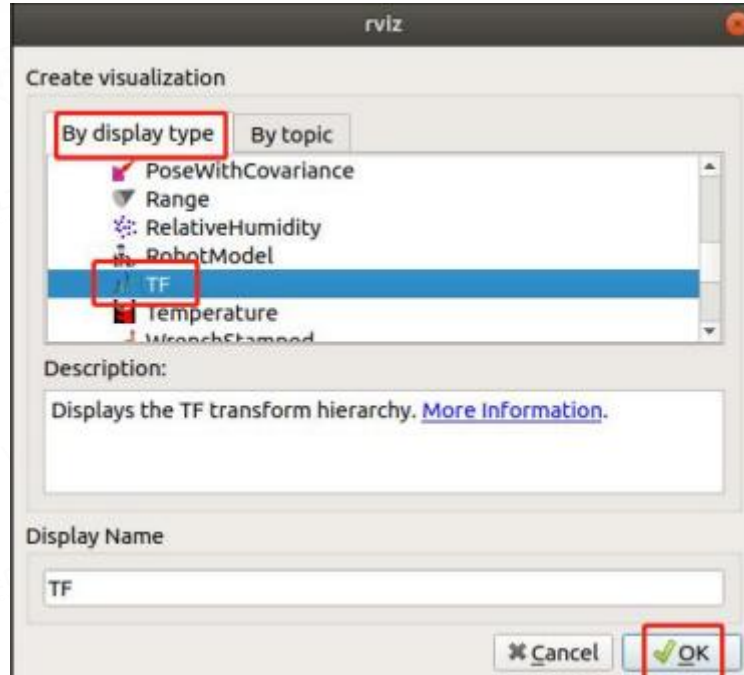 rviz
Create visualization
By display type By topic
PoseWithCovariance
Range
RelativeHumidity
RobotModel
TF
Temperature
WrenchStamped
Description:
Displays the TF transform hierarchy. More Information.
Display Name
TF
Cancel OK